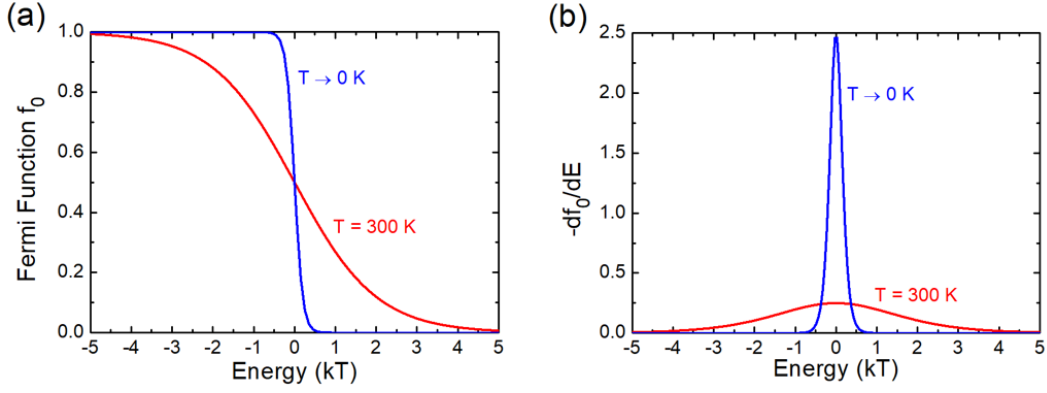 (a)
Fermi Function f₀
1.0
0.8
0.6
0.4
0.2
0.0
T → 0 K
T = 300 K
-5 -4 -3 -2 -1 0 1 2 3 4 5
Energy (kT)
(b)
-df₀/dE
2.5
2.0
1.5
1.0
0.5
0.0
T → 0 K
T = 300 K
-5 -4 -3 -2 -1 0 1 2 3 4 5
Energy (kT)